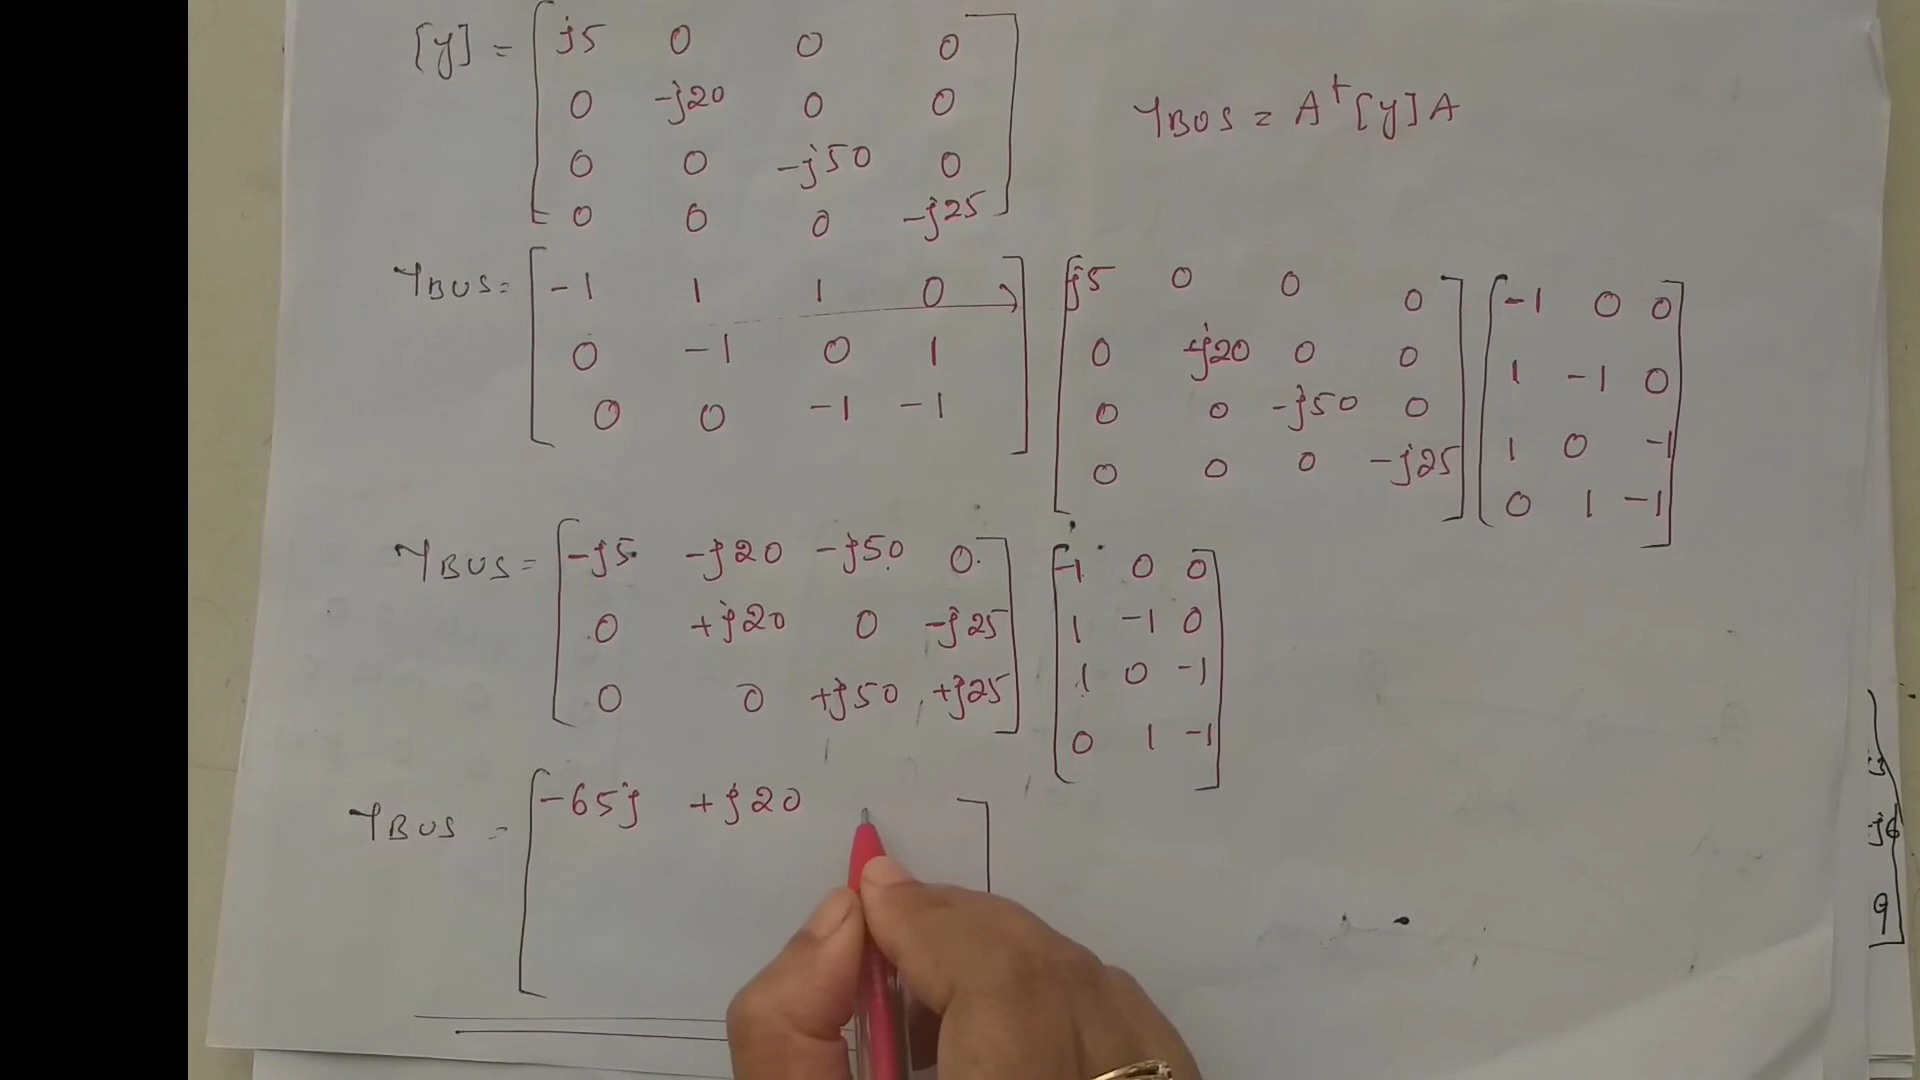 [y] = [ j5 0 0 0
0 -j20 0 0
0 0 -j50 0
0 0 0 -j25 ]
YBUS = A^t [y] A
YBUS = [ -1 1 1 0
0 -1 0 1
0 0 -1 -1 ]
[ j5 0 0 0
0 -j20 0 0
0 0 -j50 0
0 0 0 -j25 ]
[ -1 0 0
1 -1 0
1 0 -1
0 1 -1 ]
YBUS = [ -j5 -j20 -j50 0
0 +j20 0 -j25
0 0 +j50 +j25 ]
[ -1 0 0
1 -1 0
1 0 -1
0 1 -1 ]
YBUS = [ -65j +j20
j6
9